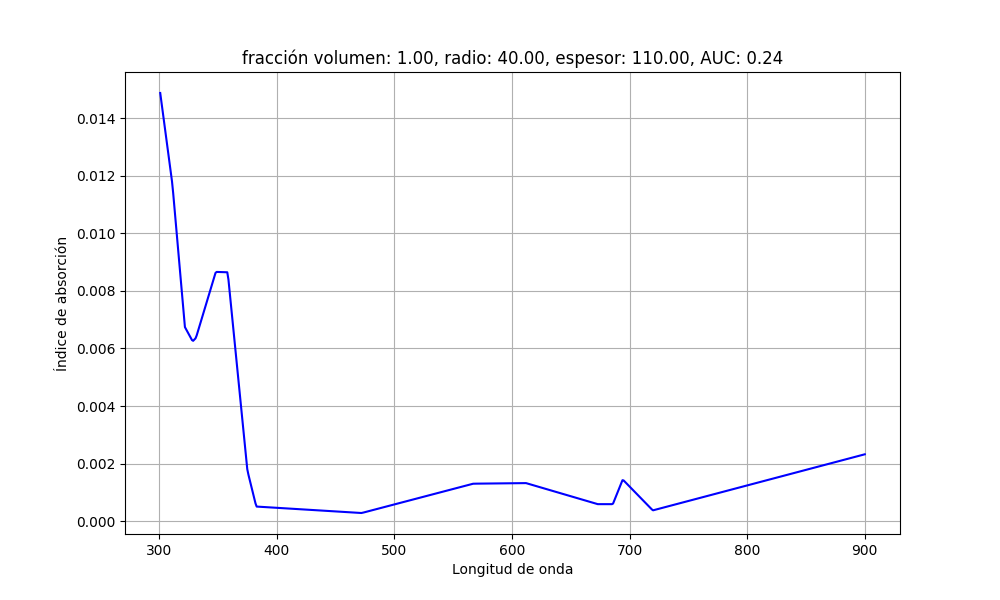 fracción volumen: 1.00, radio: 40.00, espesor: 110.00, AUC: 0.24
0.014
0.012
0.010
0.008
0.006
0.004
0.002
0.000
Índice de absorción
300 400 500 600 700 800 900
Longitud de onda